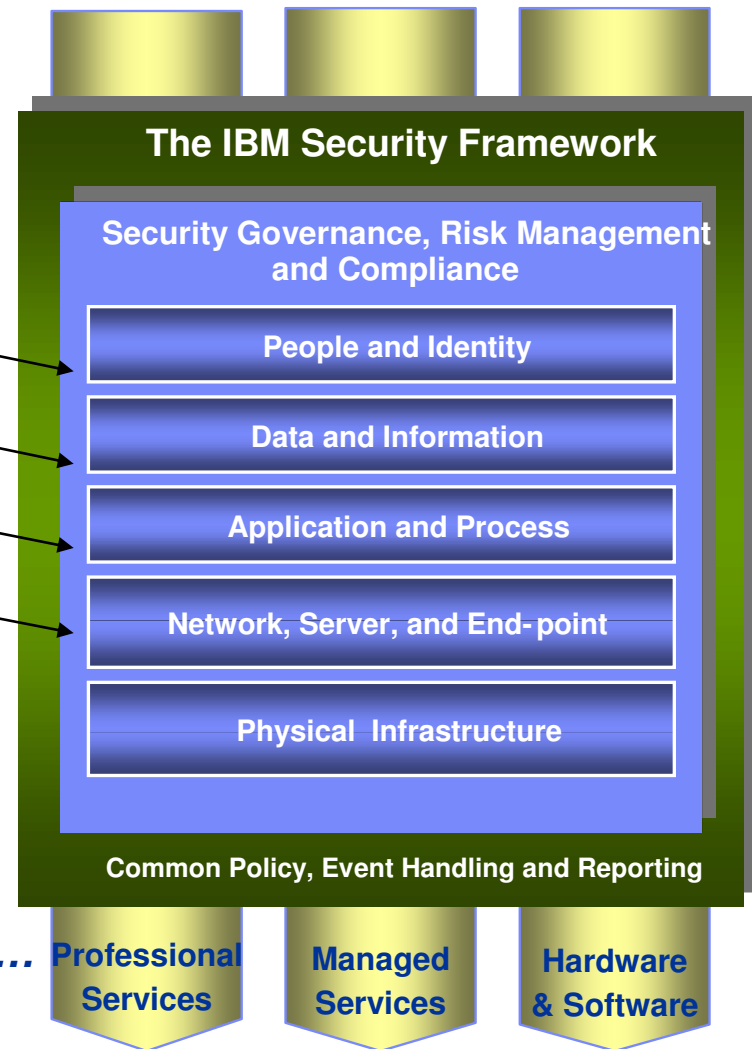 The IBM Security Framework
Security Governance, Risk Management
and Compliance
People and Identity
Data and Information
Application and Process
Network, Server, and End-point
Physical Infrastructure
Common Policy, Event Handling and Reporting
... Professional
Services
Managed
Services
Hardware
& Software